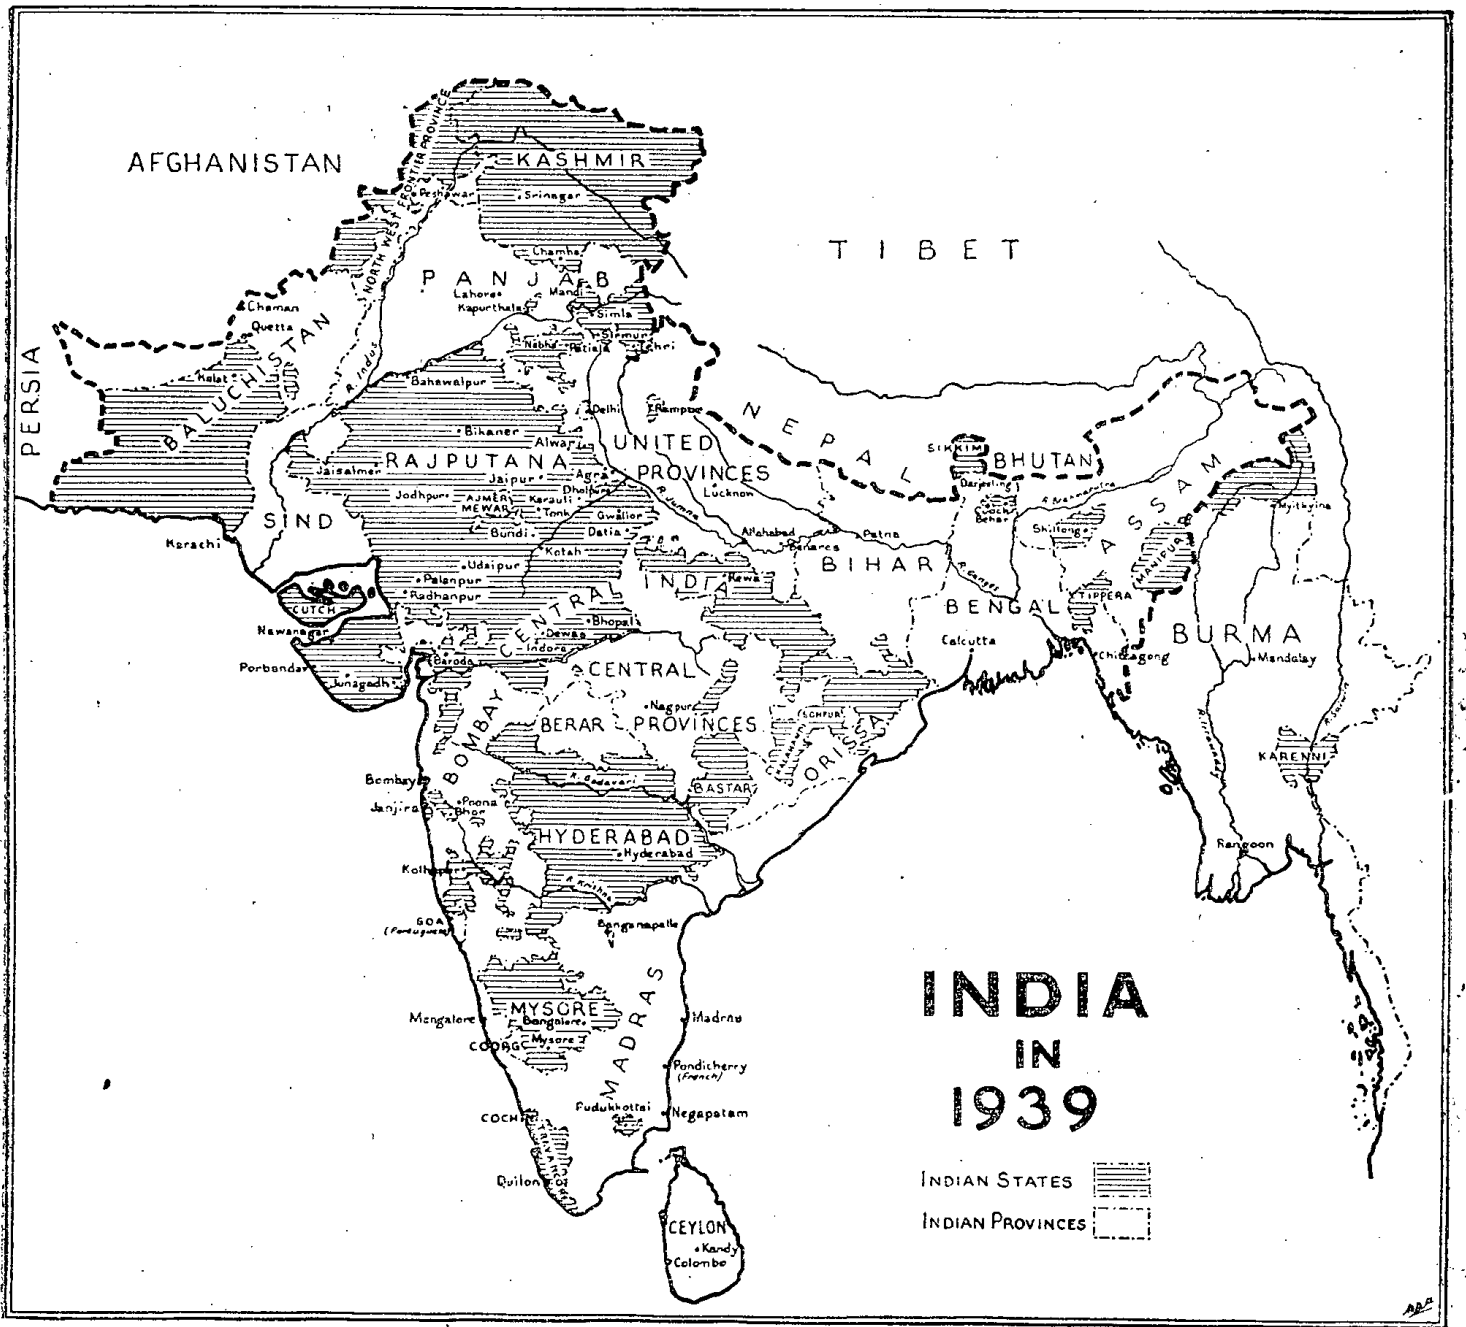 AFGHANISTAN
NORTH WEST FRONTIER PROVINCE
KASHMIR
Peshawar
Srinagar
TIBET
Chamba
PANJAB
Lahore
Mandi
Kapurthala
Simla
Chaman
Quetta
Nabha
Patiala
Sirmur
Tehri
PERSIA
BALUCHISTAN
R. Indus
Kalat
Bahawalpur
Delhi
Rampur
NEPAL
Bikaner
Alwar
UNITED
PROVINCES
SIKKIM
BHUTAN
RAJPUTANA
Jaisalmer
Jaipur
Agra
Dholpur
Lucknow
Darjeeling
R. Brahmaputra
ASSAM
Jodhpur
AJMER
MEWAR
Karauli
Tonk
Gwalior
R. Jumna
Cooch
Behar
Myitkyina
SIND
Bundi
Datia
Allahabad
Benares
Patna
Shillong
Karachi
Kotah
BIHAR
MANIPUR
Udaipur
Palanpur
CENTRAL INDIA
Rewa
R. Ganges
Radhanpur
CUTCH
BENGAL
TIPPERA
Nawanagar
Bhopal
Dewas
Indore
Calcutta
BURMA
Porbandar
Baroda
Chittagong
Mandalay
Junagadh
CENTRAL
PROVINCES
BERAR
Nagpur
SONPUR
KALAHANDI
ORISSA
BOMBAY
R. Irrawaddy
KARENNI
Bombay
R. Godavari
BASTAR
Janjira
Poona
Bhor
HYDERABAD
Hyderabad
Rangoon
Kolhapur
R. Krishna
GOA
(Portuguese)
Banganapalle
INDIA
IN
1939
MYSORE
Bangalore
Mysore
Mangalore
COORG
MADRAS
Madras
Pondicherry
(French)
COCHIN
Pudukkottai
Negapatam
TRAVANCORE
Quilon
INDIAN STATES
INDIAN PROVINCES
CEYLON
Kandy
Colombo